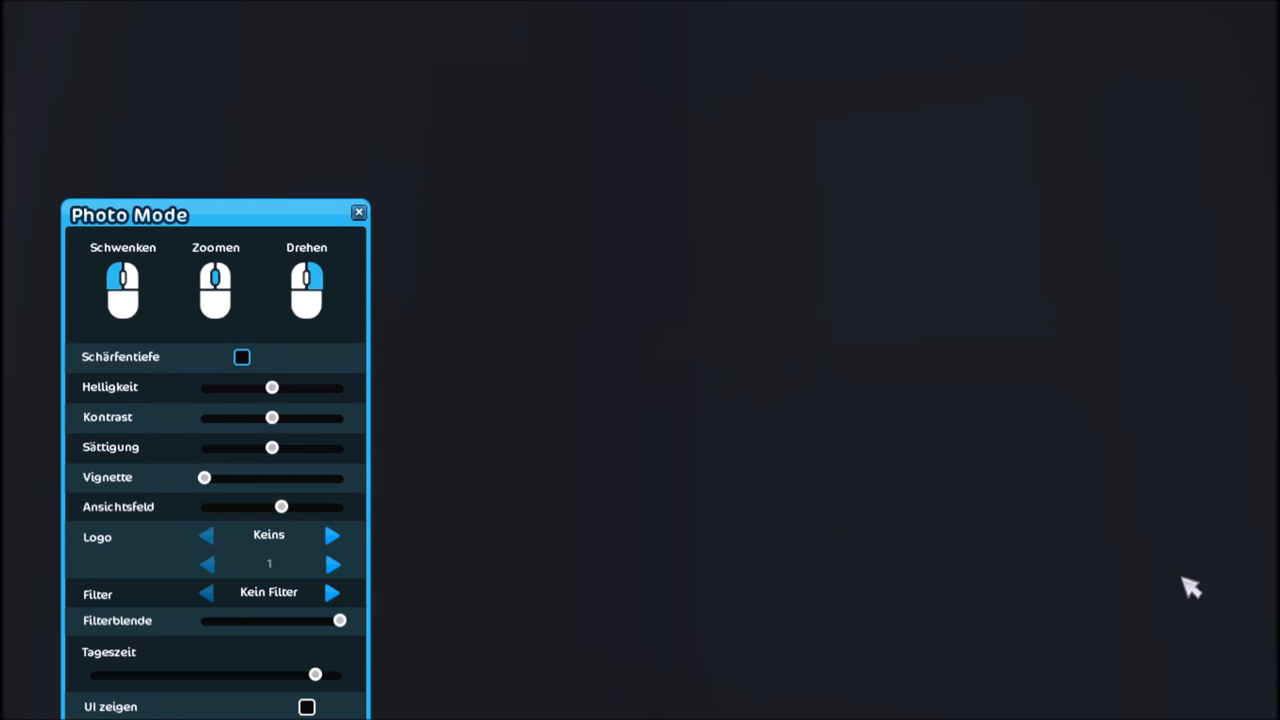 Photo Mode
Schwenken Zoomen Drehen
Schärfentiefe
Helligkeit
Kontrast
Sättigung
Vignette
Ansichtsfeld
Logo Keins
1
Filter Kein Filter
Filterblende
Tageszeit
UI zeigen